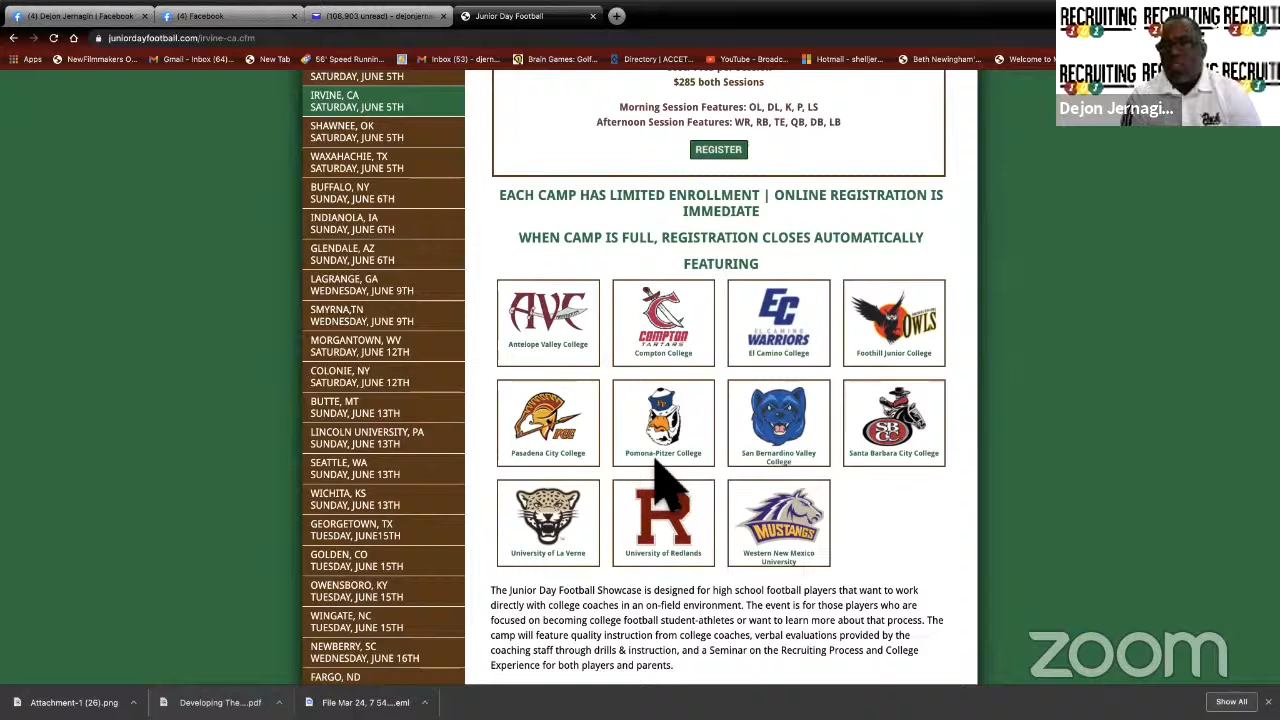 (4) Dejon Jernagin | Facebook
(4) Facebook
(108,903 unread) - dejonjerna
Junior Day Football
juniordayfootball.com/irvine-ca.cfm
Apps
NewFilmmakers O...
Gmail - Inbox (64)...
New Tab
56' Speed Runnin...
Inbox (53) - djern...
Brain Games: Golf...
Directory | ACCET...
YouTube - Broadc...
Hotmail - shelljer...
Beth Newingham'...
Welcome to M
RECRUITING RECRUITING RECRUITI
RECRUITING RECRUIT
Dejon Jernagi...
SATURDAY, JUNE 5TH
IRVINE, CA
SATURDAY, JUNE 5TH
SHAWNEE, OK
SATURDAY, JUNE 5TH
WAXAHACHIE, TX
SATURDAY, JUNE 5TH
BUFFALO, NY
SUNDAY, JUNE 6TH
INDIANOLA, IA
SUNDAY, JUNE 6TH
GLENDALE, AZ
SUNDAY, JUNE 6TH
LAGRANGE, GA
WEDNESDAY, JUNE 9TH
SMYRNA,TN
WEDNESDAY, JUNE 9TH
MORGANTOWN, WV
SATURDAY, JUNE 12TH
COLONIE, NY
SATURDAY, JUNE 12TH
BUTTE, MT
SUNDAY, JUNE 13TH
LINCOLN UNIVERSITY, PA
SUNDAY, JUNE 13TH
SEATTLE, WA
SUNDAY, JUNE 13TH
WICHITA, KS
SUNDAY, JUNE 13TH
GEORGETOWN, TX
TUESDAY, JUNE15TH
GOLDEN, CO
TUESDAY, JUNE 15TH
OWENSBORO, KY
TUESDAY, JUNE 15TH
WINGATE, NC
TUESDAY, JUNE 15TH
NEWBERRY, SC
WEDNESDAY, JUNE 16TH
FARGO, ND
$285 both Sessions
Morning Session Features: OL, DL, K, P, LS
Afternoon Session Features: WR, RB, TE, QB, DB, LB
REGISTER
EACH CAMP HAS LIMITED ENROLLMENT | ONLINE REGISTRATION IS
IMMEDIATE
WHEN CAMP IS FULL, REGISTRATION CLOSES AUTOMATICALLY
FEATURING
AVC
Antelope Valley College
C
COMPTON
TARTARS
Compton College
EC
EL CAMINO
WARRIORS
El Camino College
OWLS
Foothill Junior College
PCC
Pasadena City College
PP
Pomona-Pitzer College
San Bernardino Valley
College
SB
CC
Santa Barbara City College
University of La Verne
R
University of Redlands
MUSTANGS
Western New Mexico
University
The Junior Day Football Showcase is designed for high school football players that want to work
directly with college coaches in an on-field environment. The event is for those players who are
focused on becoming college football student-athletes or want to learn more about that process. The
camp will feature quality instruction from college coaches, verbal evaluations provided by the
coaching staff through drills & instruction, and a Seminar on the Recruiting Process and College
Experience for both players and parents.
zoom
Attachment-1 (26).png
Developing The....pdf
File Mar 24, 7 54....eml
Show All